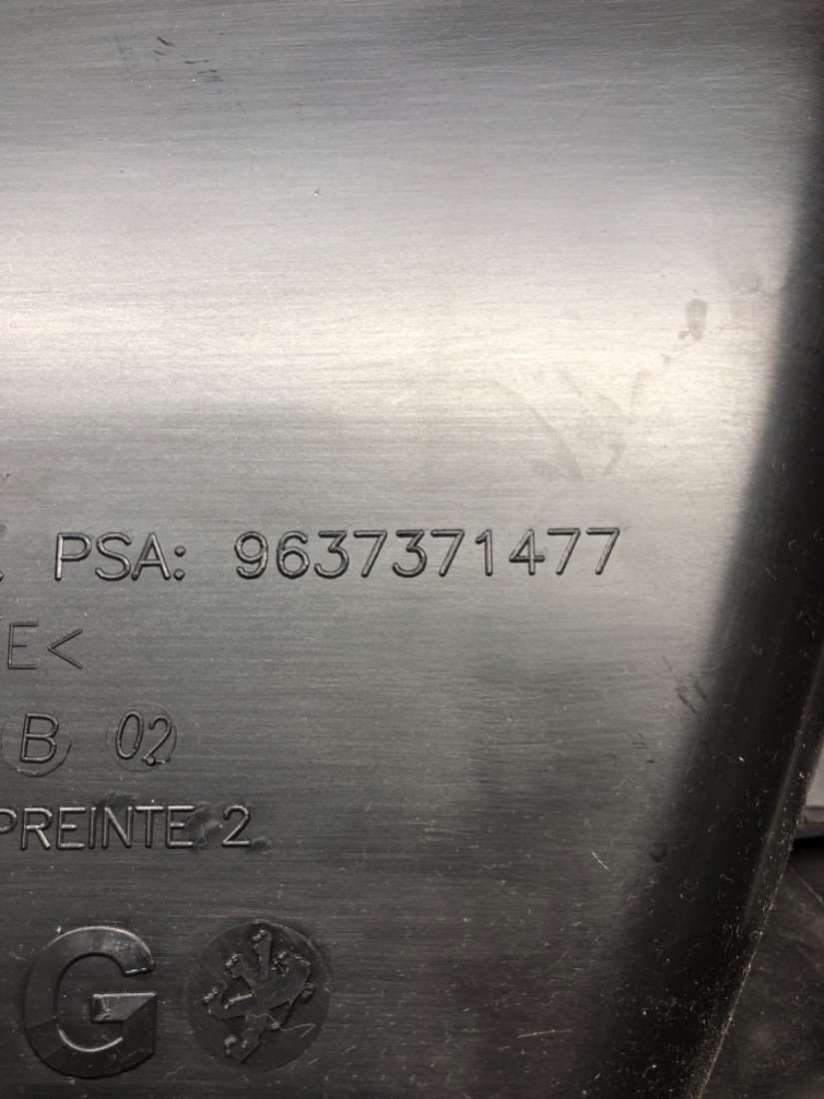 . PSA: 9637371477
E<
B 02
PREINTE 2
G